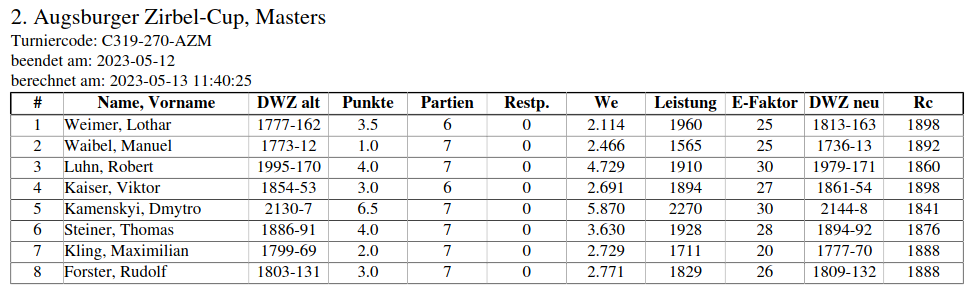 2. Augsburger Zirbel-Cup, Masters
Turniercode: C319-270-AZM
beendet am: 2023-05-12
berechnet am: 2023-05-13 11:40:25
# Name, Vorname DWZ alt Punkte Partien Restp. We Leistung E-Faktor DWZ neu Rc
1 Weimer, Lothar 1777-162 3.5 6 0 2.114 1960 25 1813-163 1898
2 Waibel, Manuel 1773-12 1.0 7 0 2.466 1565 25 1736-13 1892
3 Luhn, Robert 1995-170 4.0 7 0 4.729 1910 30 1979-171 1860
4 Kaiser, Viktor 1854-53 3.0 6 0 2.691 1894 27 1861-54 1898
5 Kamenskyi, Dmytro 2130-7 6.5 7 0 5.870 2270 30 2144-8 1841
6 Steiner, Thomas 1886-91 4.0 7 0 3.630 1928 28 1894-92 1876
7 Kling, Maximilian 1799-69 2.0 7 0 2.729 1711 20 1777-70 1888
8 Forster, Rudolf 1803-131 3.0 7 0 2.771 1829 26 1809-132 1888